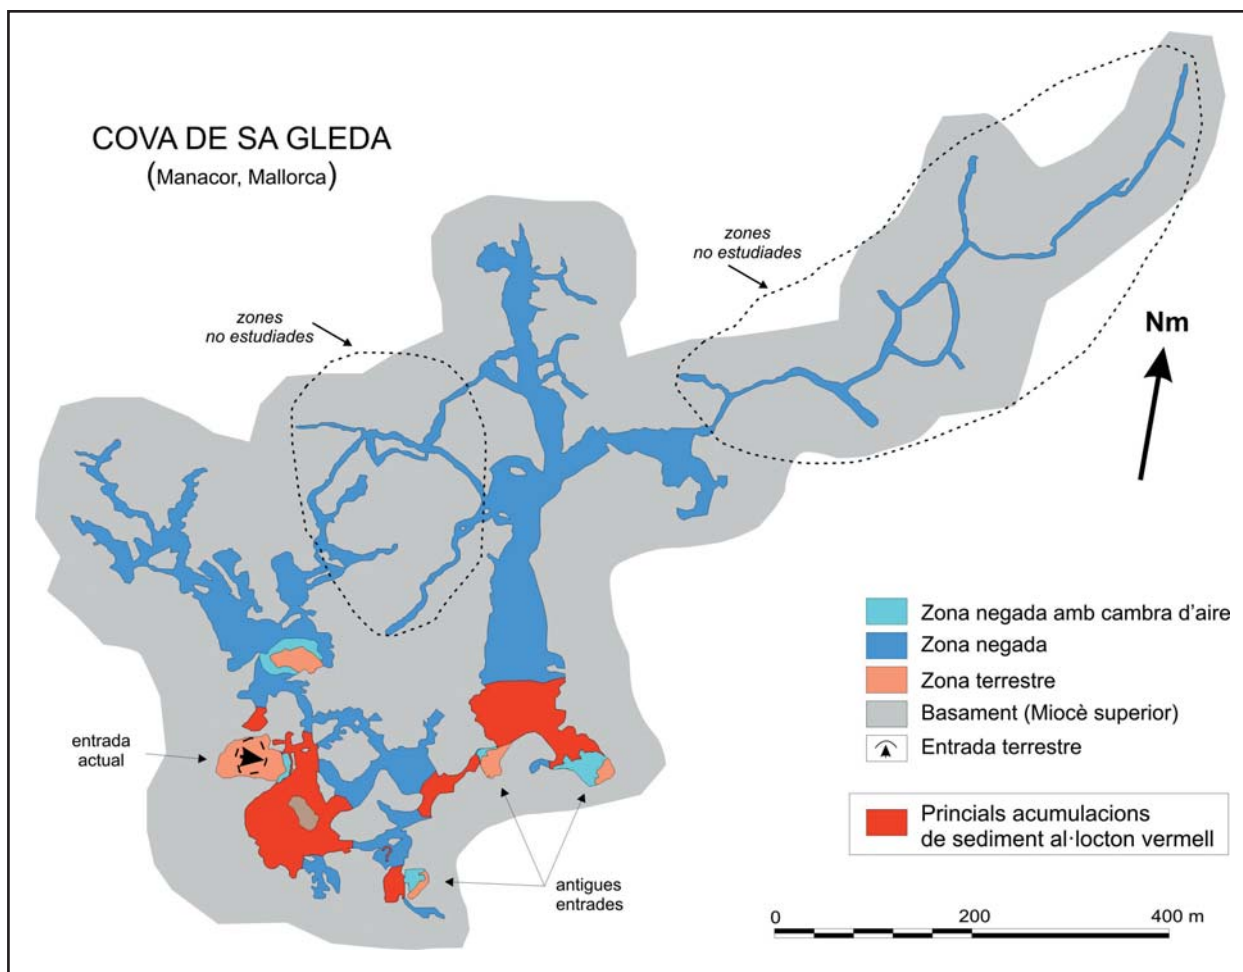 COVA DE SA GLEDA
(Manacor, Mallorca)
zones
no estudiades
zones
no estudiades
Nm
entrada
actual
?
antigues
entrades
Zona negada amb cambra d'aire
Zona negada
Zona terrestre
Basament (Miocè superior)
Entrada terrestre
Princials acumulacions
de sediment al·locton vermell
0 200 400 m